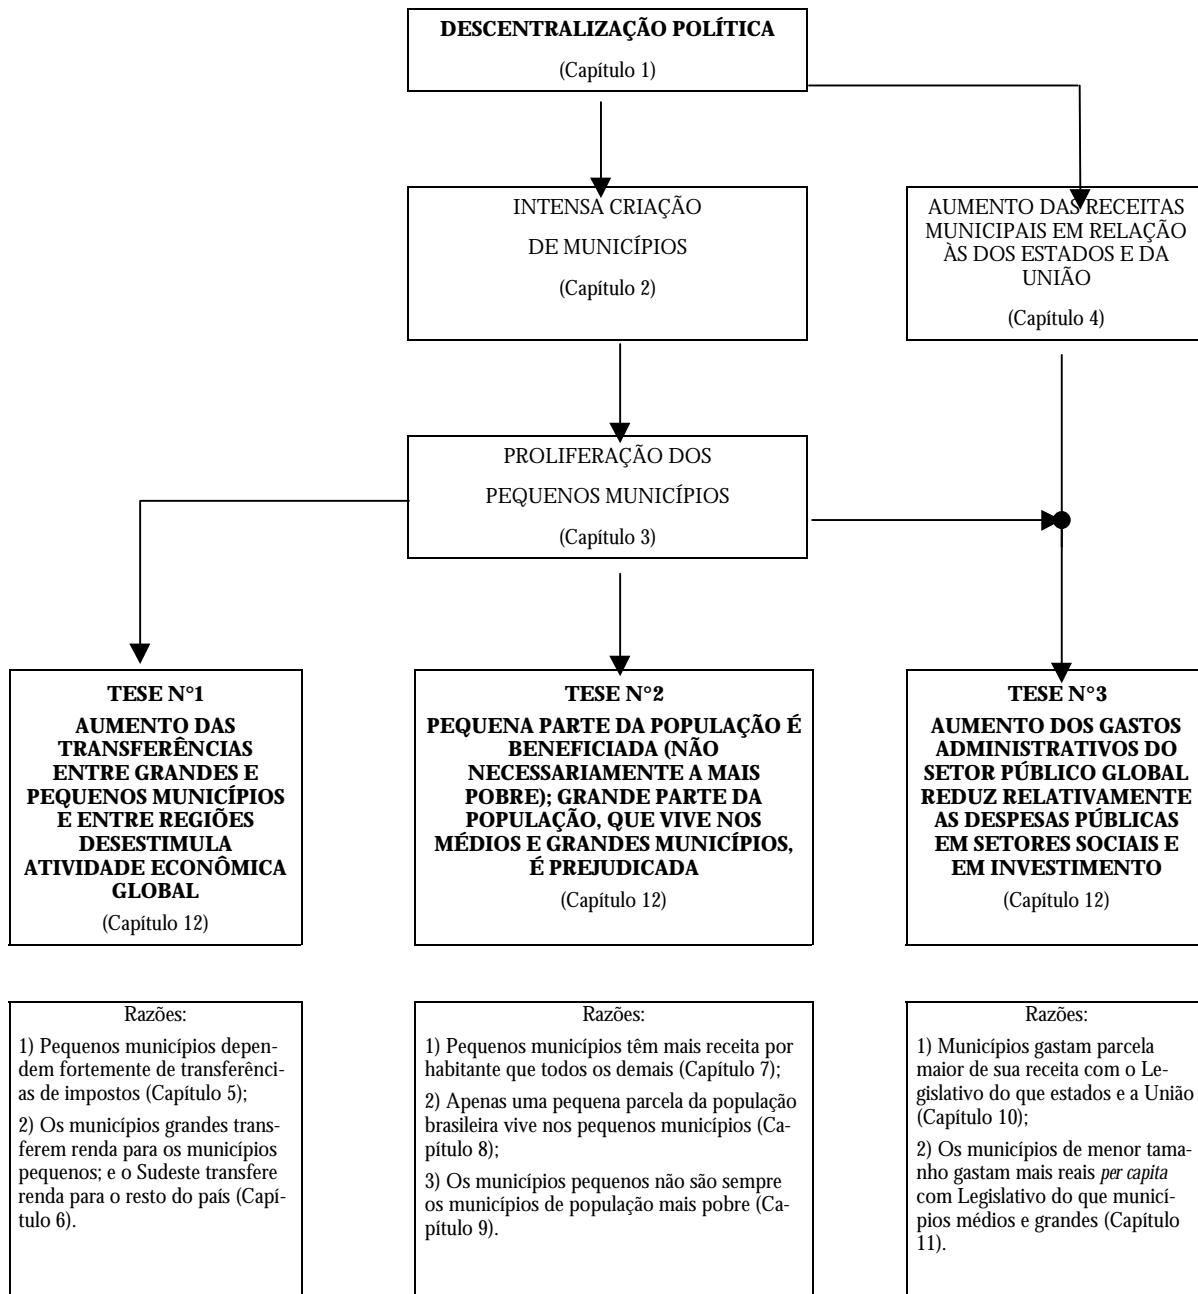 DESCENTRALIZAÇÃO POLÍTICA
(Capítulo 1)
INTENSA CRIAÇÃO
DE MUNICÍPIOS
(Capítulo 2)
AUMENTO DAS RECEITAS
MUNICIPAIS EM RELAÇÃO
ÀS DOS ESTADOS E DA
UNIÃO
(Capítulo 4)
PROLIFERAÇÃO DOS
PEQUENOS MUNICÍPIOS
(Capítulo 3)
TESE N°1
AUMENTO DAS
TRANSFERÊNCIAS
ENTRE GRANDES E
PEQUENOS MUNICÍPIOS
E ENTRE REGIÕES
DESESTIMULA
ATIVIDADE ECONÔMICA
GLOBAL
(Capítulo 12)
TESE N°2
PEQUENA PARTE DA POPULAÇÃO É
BENEFICIADA (NÃO
NECESSARIAMENTE A MAIS
POBRE); GRANDE PARTE DA
POPULAÇÃO, QUE VIVE NOS
MÉDIOS E GRANDES MUNICÍPIOS,
É PREJUDICADA
(Capítulo 12)
TESE N°3
AUMENTO DOS GASTOS
ADMINISTRATIVOS DO
SETOR PÚBLICO GLOBAL
REDUZ RELATIVAMENTE
AS DESPESAS PÚBLICAS
EM SETORES SOCIAIS E
EM INVESTIMENTO
(Capítulo 12)
Razões:
1) Pequenos municípios depen-
dem fortemente de transferênci-
as de impostos (Capítulo 5);
2) Os municípios grandes trans-
ferem renda para os municípios
pequenos; e o Sudeste transfere
renda para o resto do país (Capí-
tulo 6).
Razões:
1) Pequenos municípios têm mais receita por
habitante que todos os demais (Capítulo 7);
2) Apenas uma pequena parcela da população
brasileira vive nos pequenos municípios (Ca-
pítulo 8);
3) Os municípios pequenos não são sempre
os municípios de população mais pobre (Ca-
pítulo 9).
Razões:
1) Municípios gastam parcela
maior de sua receita com o Le-
gislativo do que estados e a União
(Capítulo 10);
2) Os municípios de menor tama-
nho gastam mais reais per capita
com Legislativo do que municí-
pios médios e grandes (Capítulo
11).